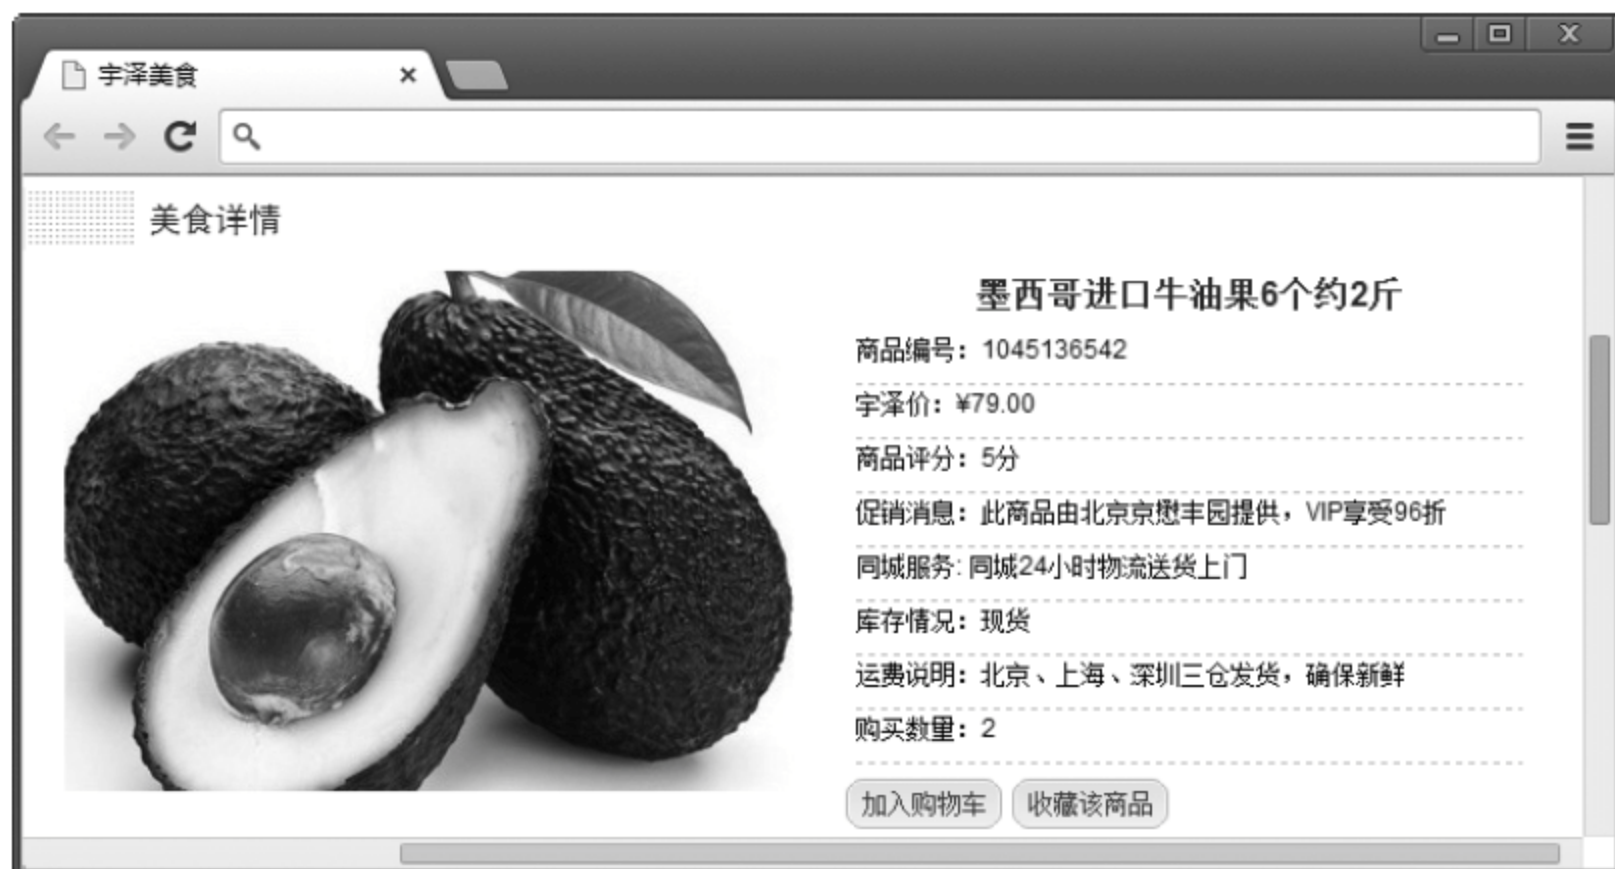 宇泽美食
美食详情
墨西哥进口牛油果6个约2斤
商品编号：1045136542
宇泽价：¥79.00
商品评分：5分
促销消息：此商品由北京京懋丰园提供，VIP享受96折
同城服务: 同城24小时物流送货上门
库存情况：现货
运费说明：北京、上海、深圳三仓发货，确保新鲜
购买数量：2
加入购物车 收藏该商品